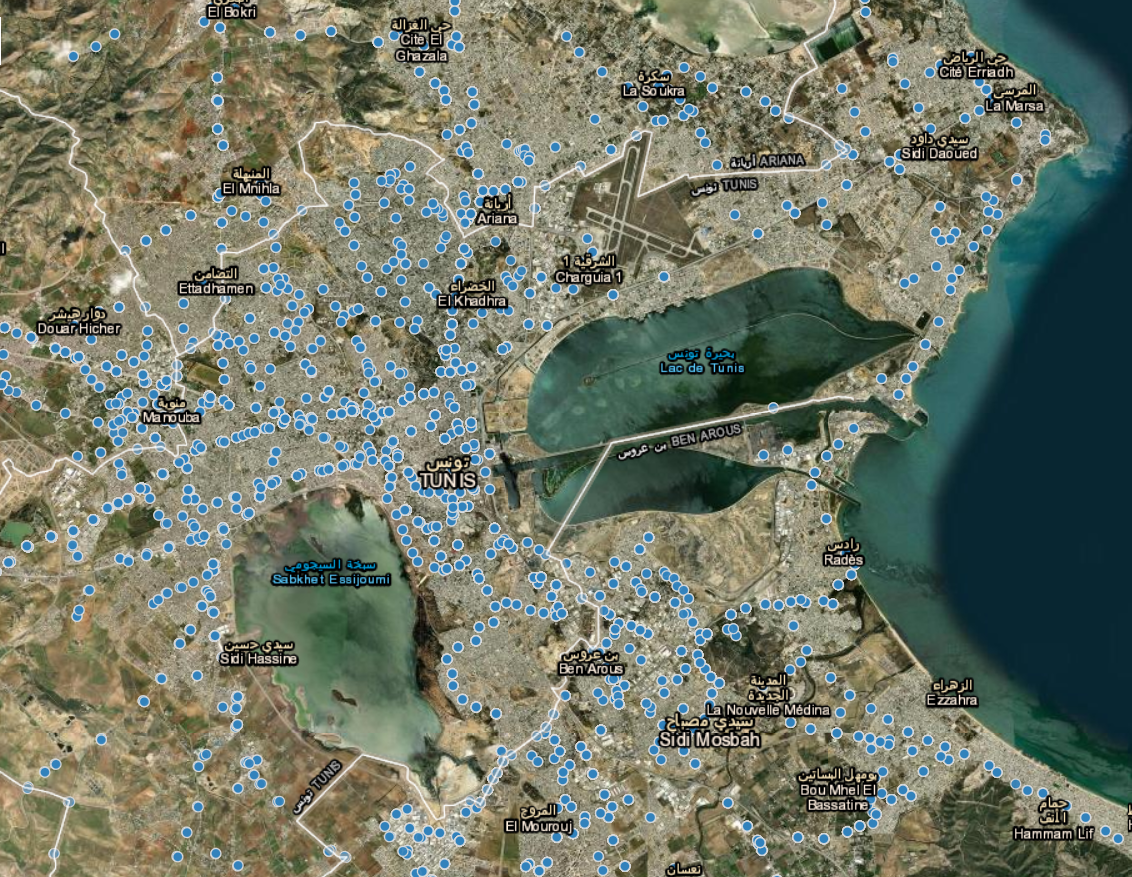 El Bokri
حي الغزالة
Cite El
Ghazala
سكرة
La Soukra
حي الرياض
Cité Erriadh
المرسى
La Marsa
سيدي داود
Sidi Daoued
أريانة ARIANA
تونس TUNIS
المنيهلة
El Mnihla
أريانة
Ariana
التضامن
Ettadhamen
الشرقية 1
Charguia 1
الخضراء
El Khadhra
دوار هيشر
Douar Hicher
بحيرة تونس
Lac de Tunis
منوبة
Manouba
بن عروس BEN AROUS
تونس
TUNIS
سبخة السيجومي
Sabkhet Essijoumi
رادس
Radès
سيدي حسين
Sidi Hassine
بن عروس
Ben Arous
المدينة
الجديدة
La Nouvelle Médina
الزهراء
Ezzahra
سيدي مصباح
Sidi Mosbah
تونس TUNIS
بومهل البساتين
Bou Mhel El
Bassatine
المروج
El Mourouj
حمام
الأنف
Hammam Lif
نعسان